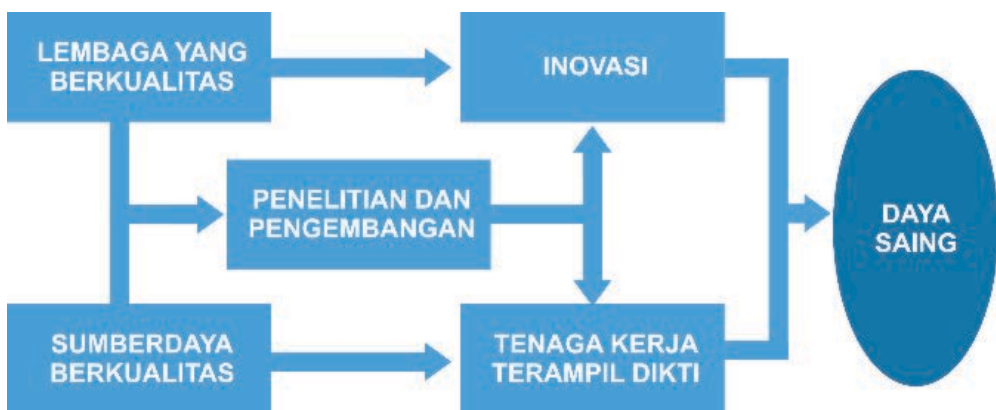 LEMBAGA YANG
BERKUALITAS
INOVASI
PENELITIAN DAN
PENGEMBANGAN
DAYA
SAING
SUMBERDAYA
BERKUALITAS
TENAGA KERJA
TERAMPIL DIKTI